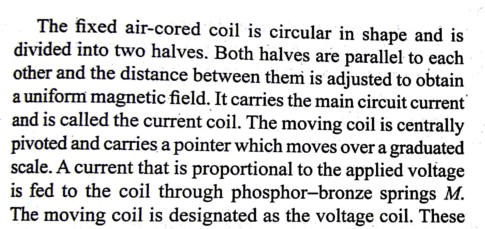 The fixed air-cored coil is circular in shape and is
divided into two halves. Both halves are parallel to each
other and the distance between them is adjusted to obtain
a uniform magnetic field. It carries the main circuit current
and is called the current coil. The moving coil is centrally
pivoted and carries a pointer which moves over a graduated
scale. A current that is proportional to the applied voltage
is fed to the coil through phosphor–bronze springs M.
The moving coil is designated as the voltage coil. These